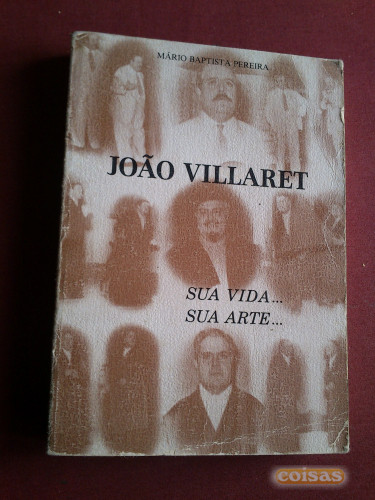 MÁRIO BAPTISTA PEREIRA
JOÃO VILLARET
SUA VIDA...
SUA ARTE...
coisas